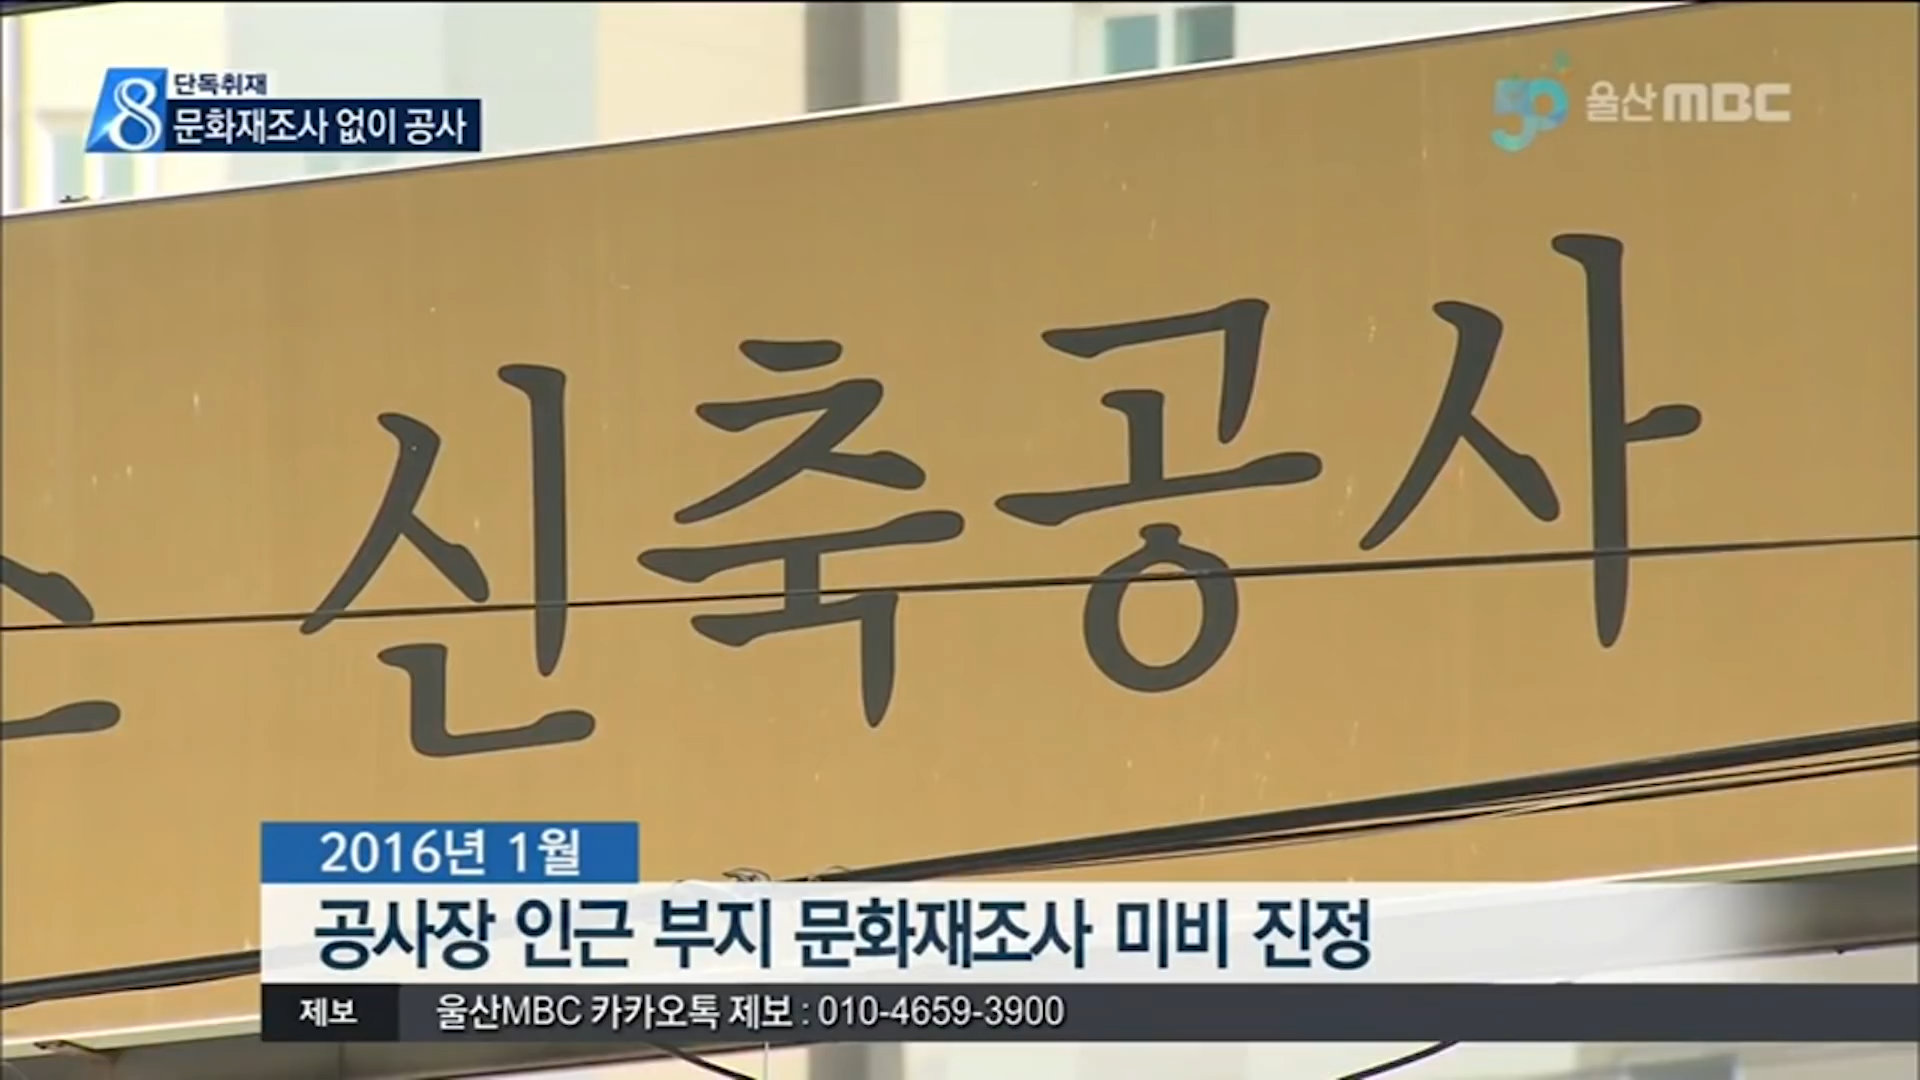 단독취재
8 문화재조사 없이 공사
50 울산MBC
신축공사
2016년 1월
공사장 인근 부지 문화재조사 미비 진정
제보 울산MBC 카카오톡 제보 : 010-4659-3900